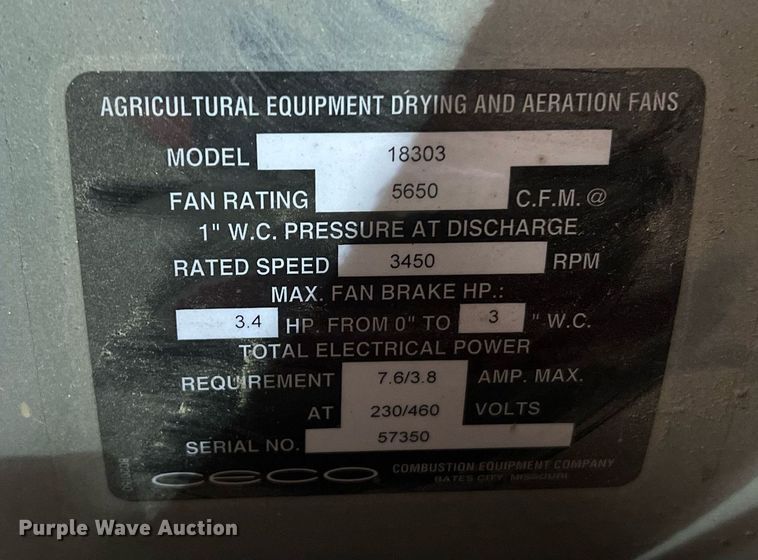 AGRICULTURAL EQUIPMENT DRYING AND AERATION FANS
MODEL 18303
FAN RATING 5650 C.F.M. @
1" W.C. PRESSURE AT DISCHARGE
RATED SPEED 3450 RPM
MAX. FAN BRAKE HP.:
3.4 HP. FROM 0" TO 3 " W.C.
TOTAL ELECTRICAL POWER
REQUIREMENT 7.6/3.8 AMP. MAX.
AT 230/460 VOLTS
SERIAL NO. 57350
CECO COMBUSTION EQUIPMENT COMPANY
BATES CITY, MISSOURI
Purple Wave Auction